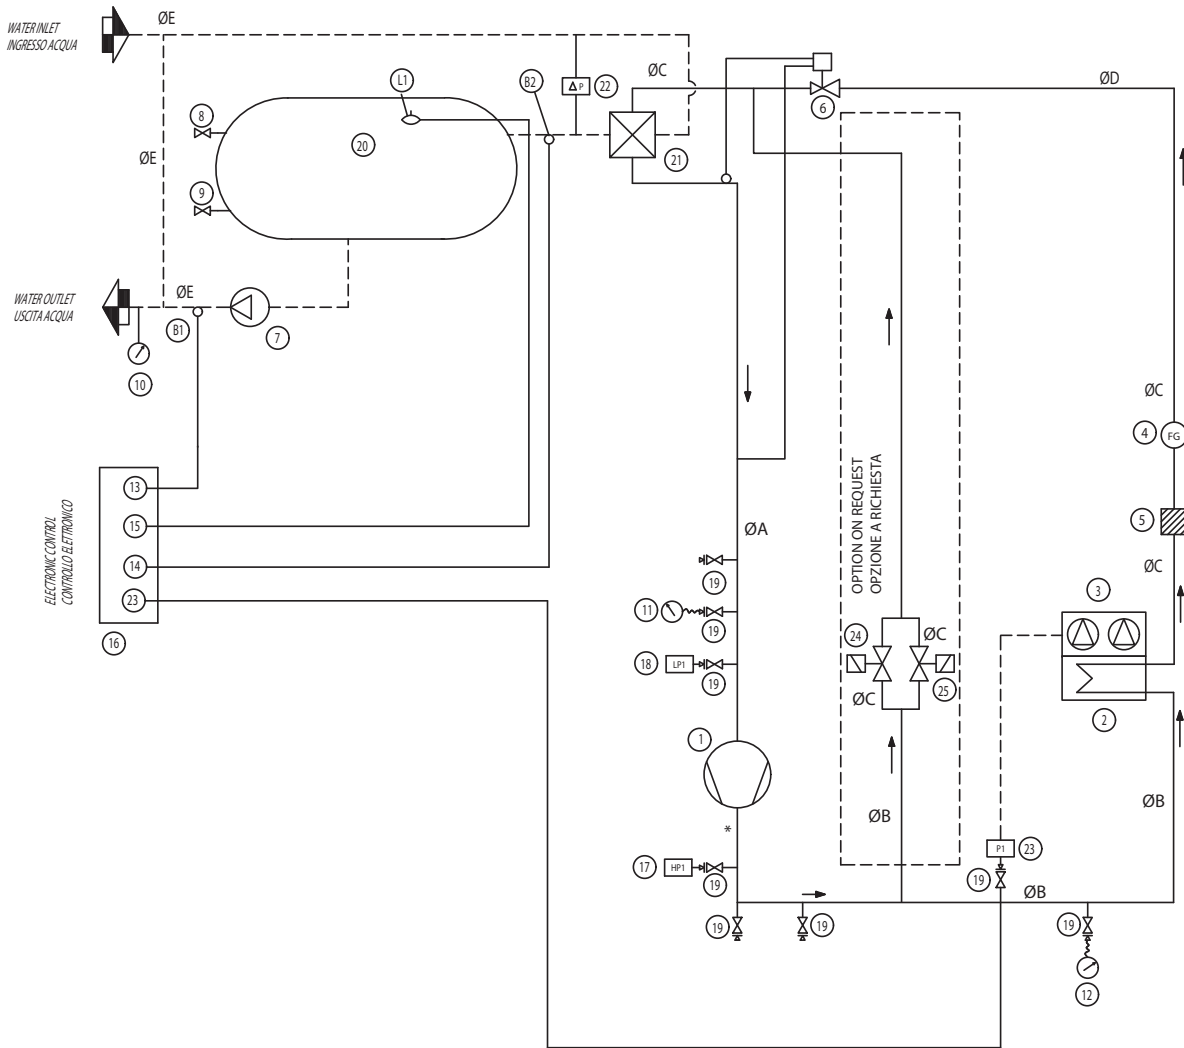 WATER INLET
INGRESSO ACQUA
ØE
L1
B2
ØC
6
ØD
Δ P
22
8
20
21
ØE
9
WATER OUTLET
USCITA ACQUA
ØE
B1
7
10
ELECTRONIC CONTROL
CONTROLLO ELETTRONICO
13
15
14
23
16
ØA
19
11
19
18
LP1
19
1
*
17
HP1
19
19
19
OPTION ON REQUEST
OPZIONE A RICHIESTA
24
ØC
ØC
25
ØB
ØC
4
FG
5
ØC
3
2
ØB
P1
23
19
ØB
19
12